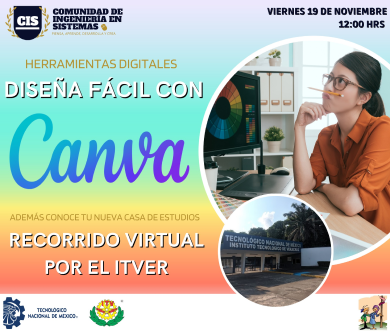 CIS
COMUNIDAD DE
INGENIERÍA EN
SISTEMAS
VIERNES 19 DE NOVIEMBRE
12:00 HRS
HERRAMIENTAS DIGITALES
DISEÑA FÁCIL CON
Canva
ADEMÁS CONOCE TU NUEVA CASA DE ESTUDIOS
RECORRIDO VIRTUAL
POR EL ITVER
TECNOLÓGICO NACIONAL DE MÉXICO
INSTITUTO TECNOLÓGICO DE VERACRUZ
TECNOLÓGICO
NACIONAL DE MÉXICO